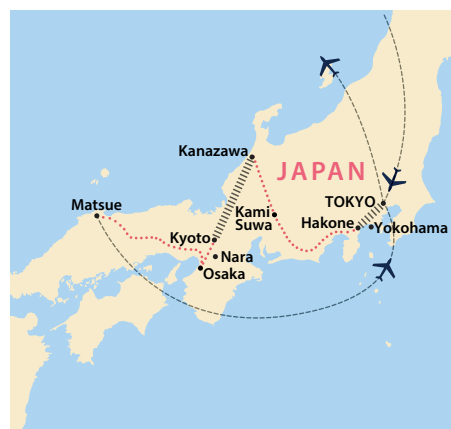 Kanazawa
JAPAN
Matsue
TOKYO
Kami
Suwa
Hakone
Yokohama
Kyoto
Nara
Osaka